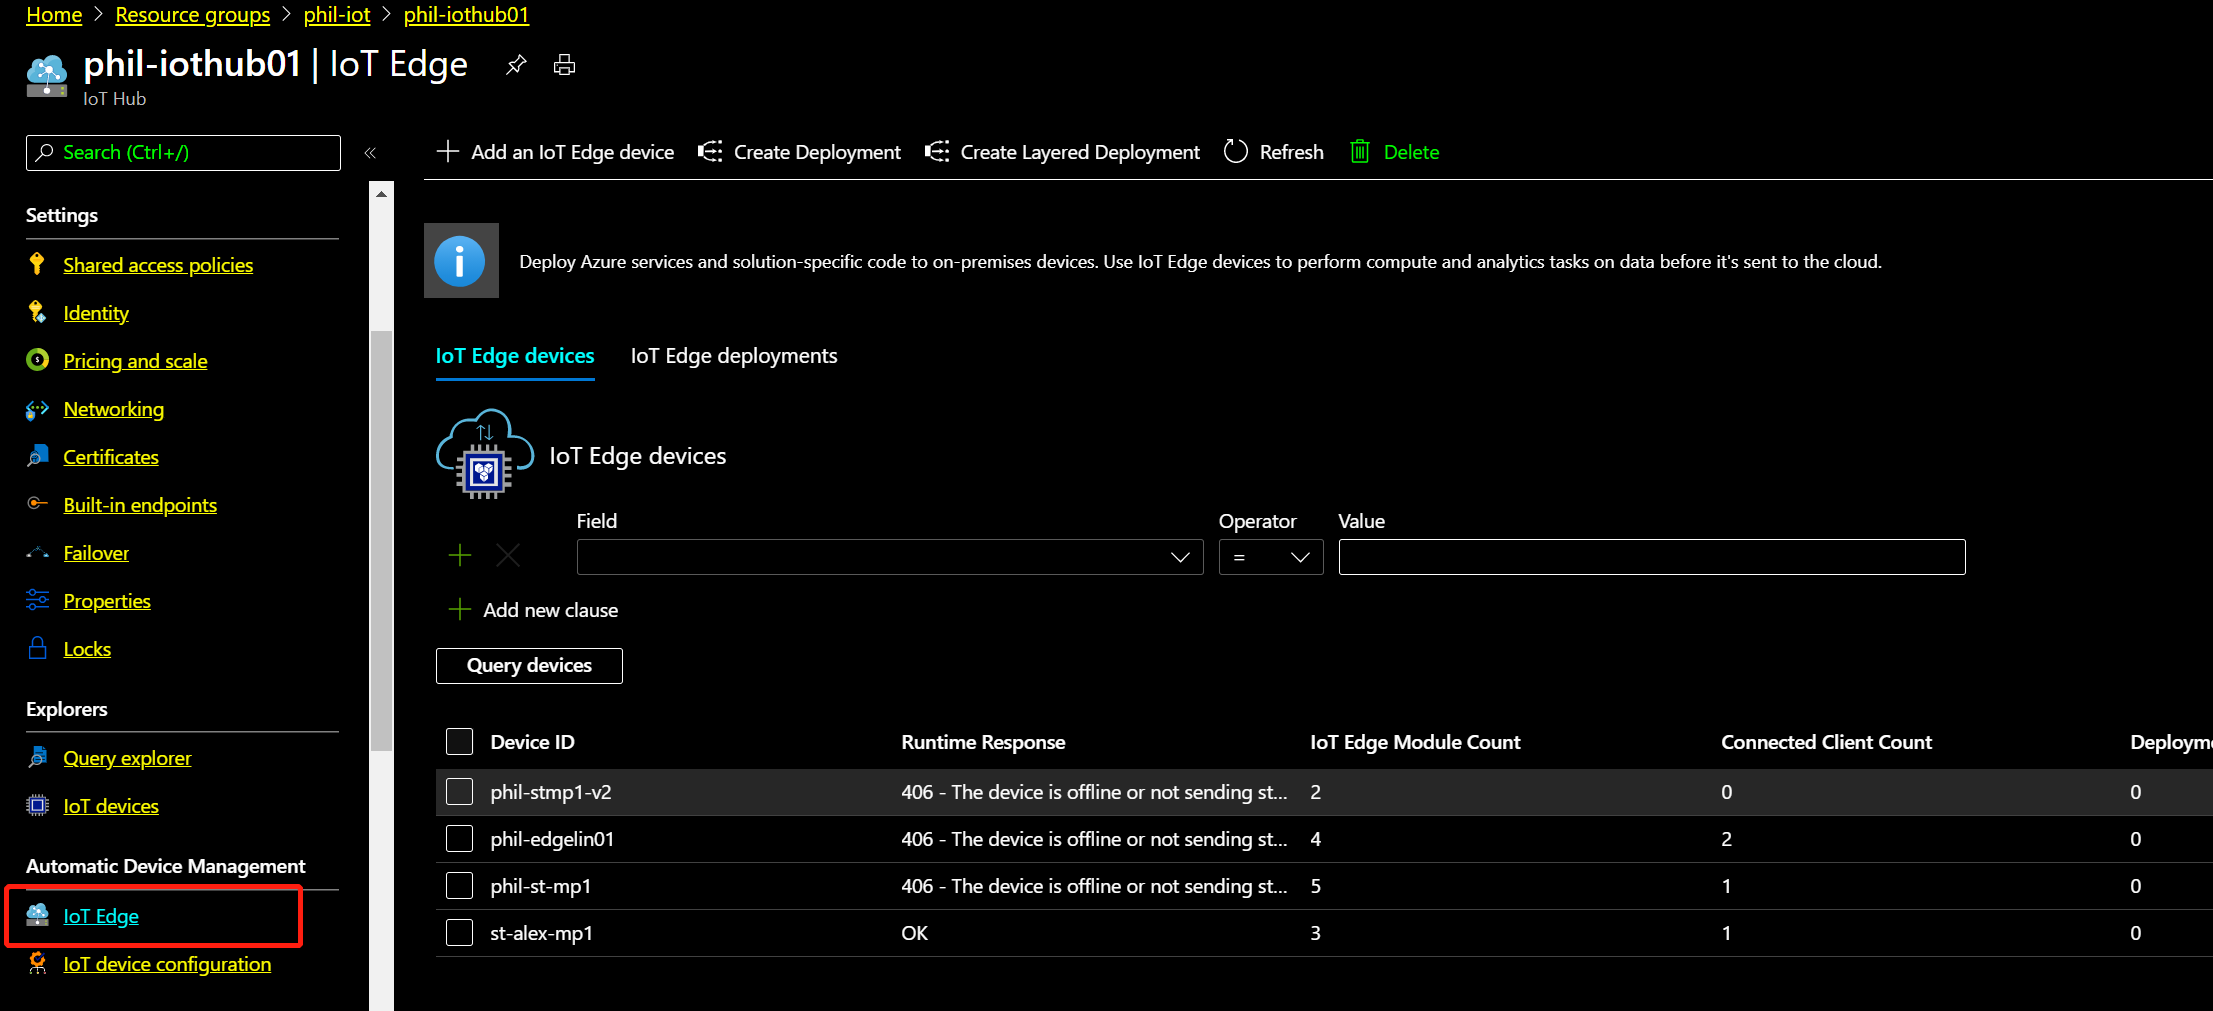 Home > Resource groups > phil-iot > phil-iothub01
phil-iothub01 | IoT Edge
IoT Hub
Search (Ctrl+/)
«
Settings
Shared access policies
Identity
Pricing and scale
Networking
Certificates
Built-in endpoints
Failover
Properties
Locks
Explorers
Query explorer
IoT devices
Automatic Device Management
IoT Edge
IoT device configuration
Add an IoT Edge device Create Deployment Create Layered Deployment Refresh Delete
Deploy Azure services and solution-specific code to on-premises devices. Use IoT Edge devices to perform compute and analytics tasks on data before it's sent to the cloud.
IoT Edge devices IoT Edge deployments
IoT Edge devices
Field Operator Value
=
Add new clause
Query devices
Device ID Runtime Response IoT Edge Module Count Connected Client Count Deployme
phil-stmp1-v2 406 - The device is offline or not sending st... 2 0 0
phil-edgelin01 406 - The device is offline or not sending st... 4 2 0
phil-st-mp1 406 - The device is offline or not sending st... 5 1 0
st-alex-mp1 OK 3 1 0